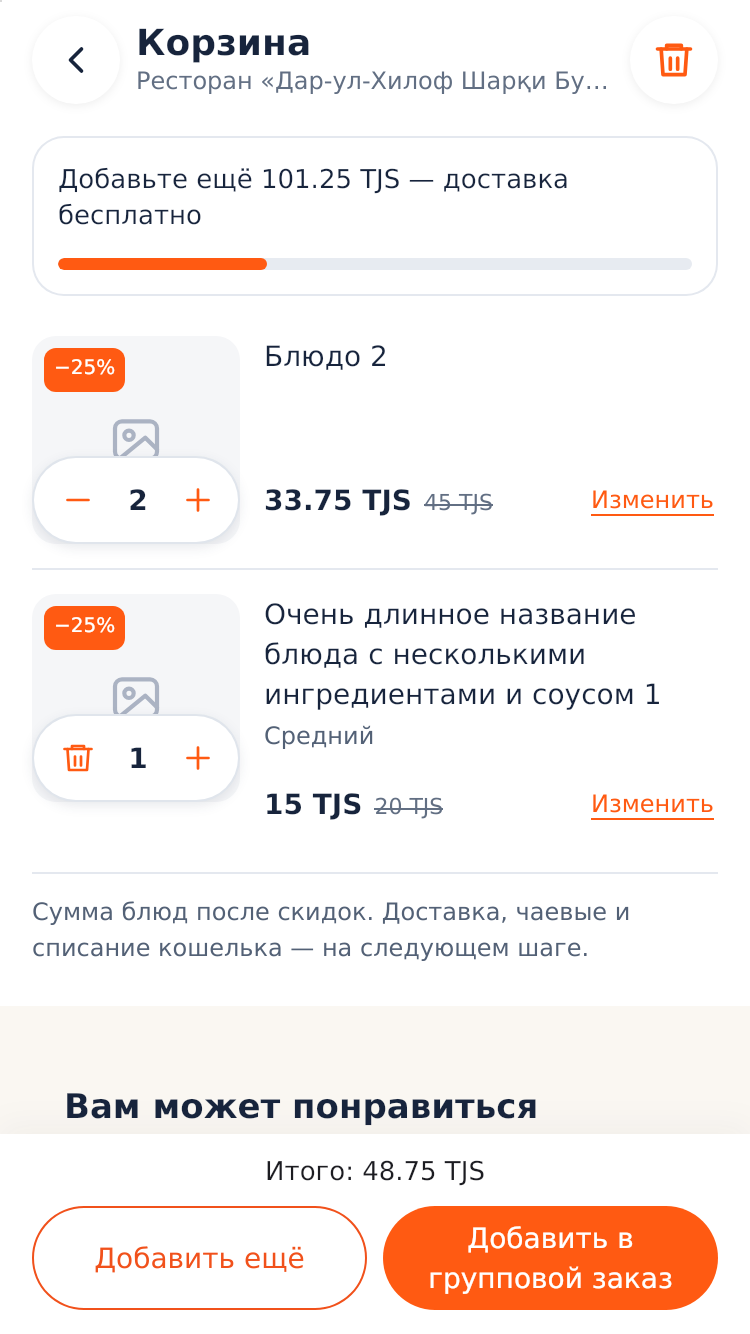 Корзина
Ресторан «Дар-ул-Хилоф Шарқи Бу...
Добавьте ещё 101.25 TJS — доставка
бесплатно
−25%
Блюдо 2
2
33.75 TJS 45 TJS Изменить
−25%
Очень длинное название
блюда с несколькими
ингредиентами и соусом 1
Средний
1
15 TJS 20 TJS Изменить
Сумма блюд после скидок. Доставка, чаевые и
списание кошелька — на следующем шаге.
Вам может понравиться
Итого: 48.75 TJS
Добавить ещё
Добавить в
групповой заказ